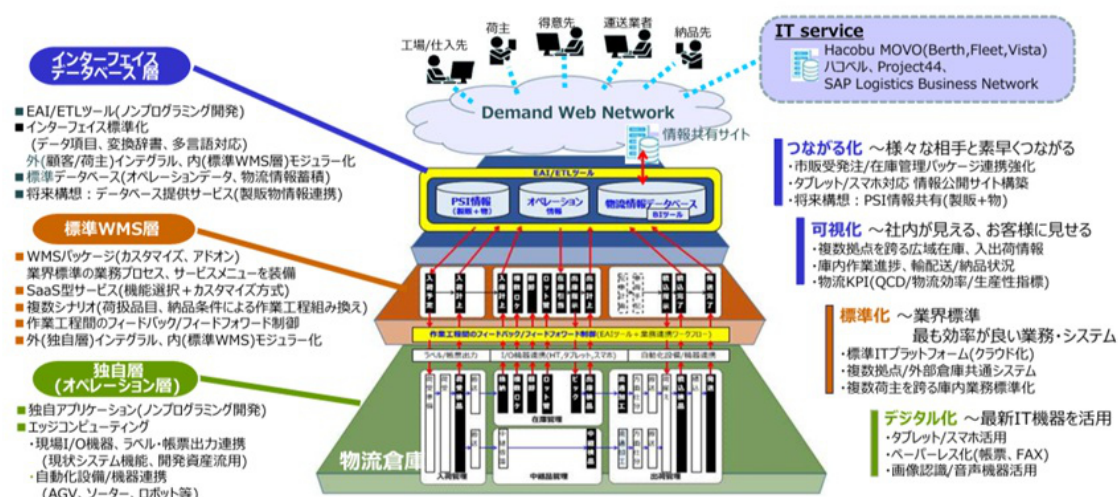 インターフェイス
データベース 層
■EAI/ETLツール(ノンプログラミング開発)
■インターフェイス標準化
(データ項目、変換辞書、多言語対応)
外(顧客/荷主)インテグラル、内(標準WMS層)モジュラー化
■標準データベース(オペレーションデータ、物流情報蓄積)
■将来構想：データベース提供サービス(製販物情報連携)
標準WMS層
■WMSパッケージ(カスタマイズ、アドオン)
業界標準の業務プロセス、サービスメニューを装備
■SaaS型サービス(機能選択+カスタマイズ方式)
■複数シナリオ(荷扱品目、納品条件による作業工程組み換え)
■作業工程間のフィードバック/フィードフォワード制御
■外(独自層)インテグラル、内(標準WMS)モジュラー化
独自層
(オペレーション層)
■独自アプリケーション(ノンプログラミング開発)
■エッジコンピューティング
・現場I/O機器、ラベル・帳票出力連携
(現状システム機能、開発資産流用)
・自動化設備/機器連携
(AGV、ソーター、ロボット等)
工場/仕入先
荷主
得意先
運送業者
納品先
Demand Web Network
情報共有サイト
EAI/ETLツール
PSI情報
(製販+物)
オペレーション
情報
物流情報データベース
BIツール
作業工程間のフィードバック/フィードフォワード制御(EAIツール+業務連携ワークフロー)
ラベル/帳票出力
I/O機器連携(HT,タブレット,スマホ)
自動化設備/機器連携
在庫管理
物流倉庫
入荷管理
中継品管理
出荷管理
IT service
Hacobu MOVO(Berth,Fleet,Vista)
ハコベル、Project44、
SAP Logistics Business Network
つながる化 ～様々な相手と素早くつながる
・市販受発注/在庫管理パッケージ連携強化
・タブレット/スマホ対応 情報公開サイト構築
・将来構想：PSI情報共有(製販+物)
可視化 ～社内が見える、お客様に見せる
・複数拠点を跨る広域在庫、入出荷情報
・庫内作業進捗、輸配送/納品状況
・物流KPI(QCD/物流効率/生産性指標)
標準化 ～業界標準
最も効率が良い業務・システム
・標準ITプラットフォーム(クラウド化)
・複数拠点/外部倉庫共通システム
・複数荷主を跨る庫内業務標準化
デジタル化 ～最新IT機器を活用
・タブレット/スマホ活用
・ペーパーレス化(帳票、FAX)
・画像認識/音声機器活用